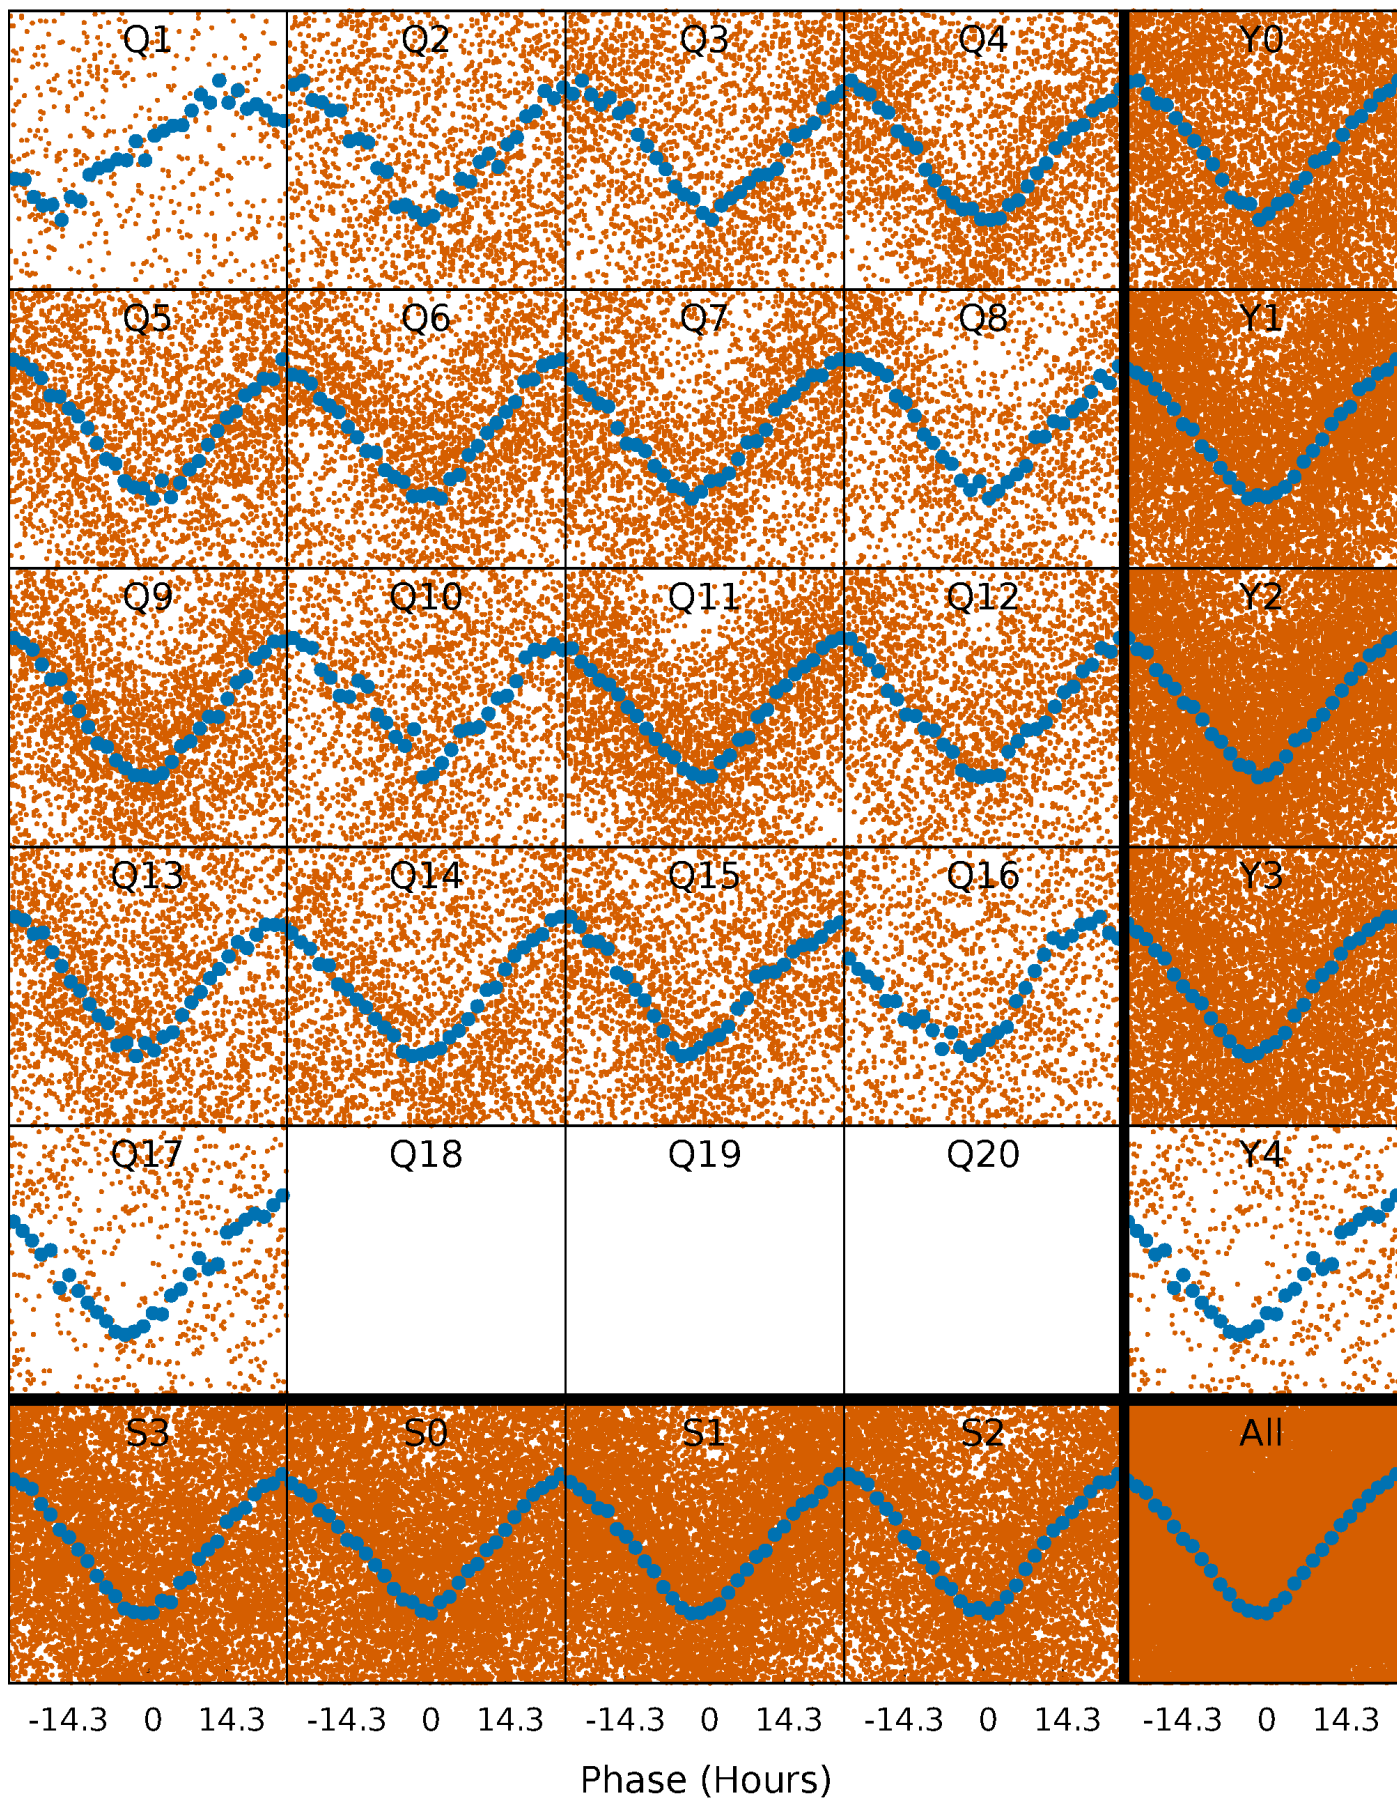 Q1 Q2 Q3 Q4 Y0
Q5 Q6 Q7 Q8 Y1
Q9 Q10 Q11 Q12 Y2
Q13 Q14 Q15 Q16 Y3
Q17 Q18 Q19 Q20 Y4
S3 S0 S1 S2 All
-14.3 0 14.3 -14.3 0 14.3 -14.3 0 14.3 -14.3 0 14.3 -14.3 0 14.3
Phase (Hours)